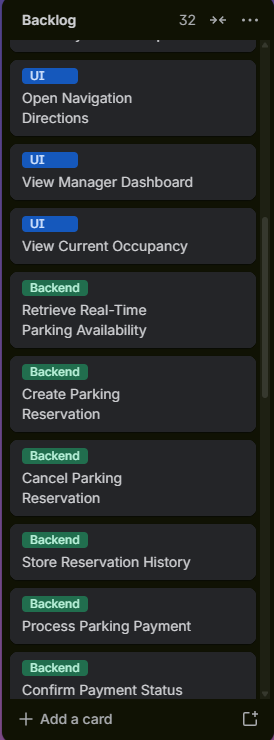 Backlog 32
UI
Open Navigation
Directions
UI
View Manager Dashboard
UI
View Current Occupancy
Backend
Retrieve Real-Time
Parking Availability
Backend
Create Parking
Reservation
Backend
Cancel Parking
Reservation
Backend
Store Reservation History
Backend
Process Parking Payment
Backend
Confirm Payment Status
Add a card